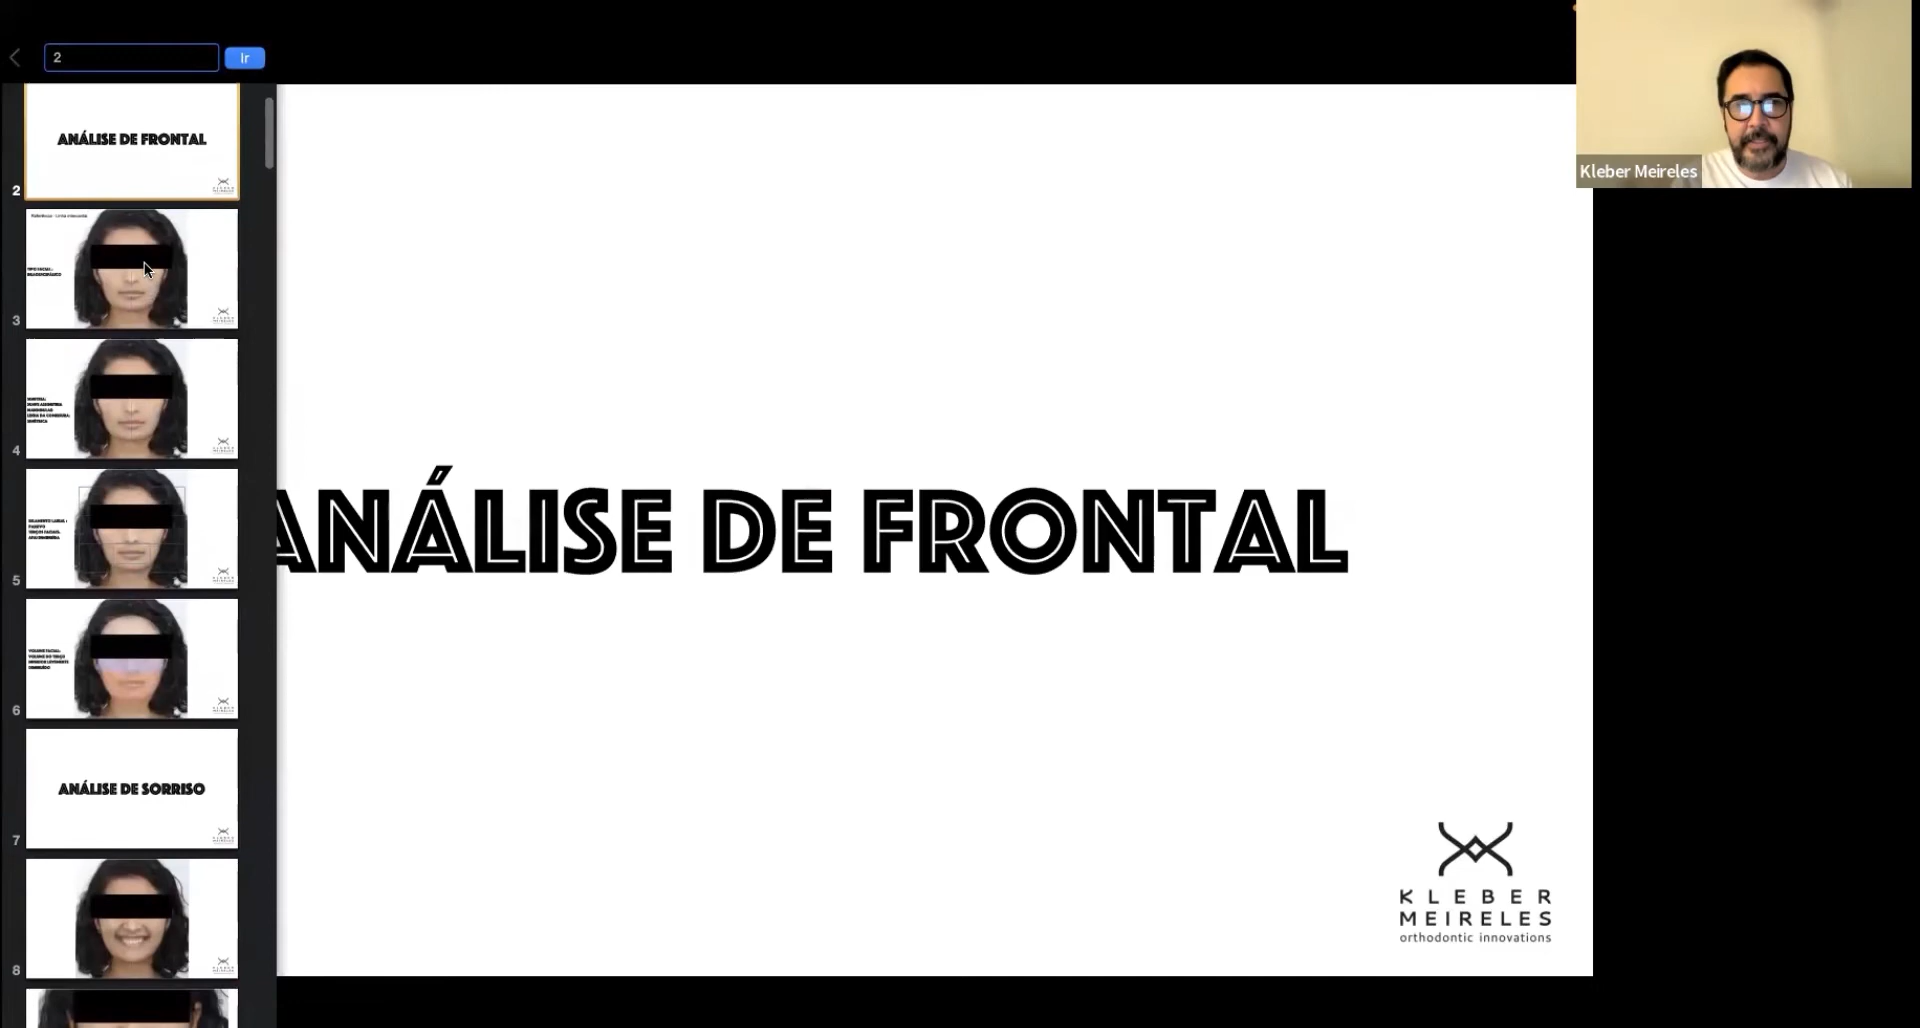 2
Ir
ANÁLISE DE FRONTAL
2
3
4
5
6
ANÁLISE DE SORRISO
7
8
ANÁLISE DE FRONTAL
KLEBER
MEIRELES
orthodontic innovations
Kleber Meireles